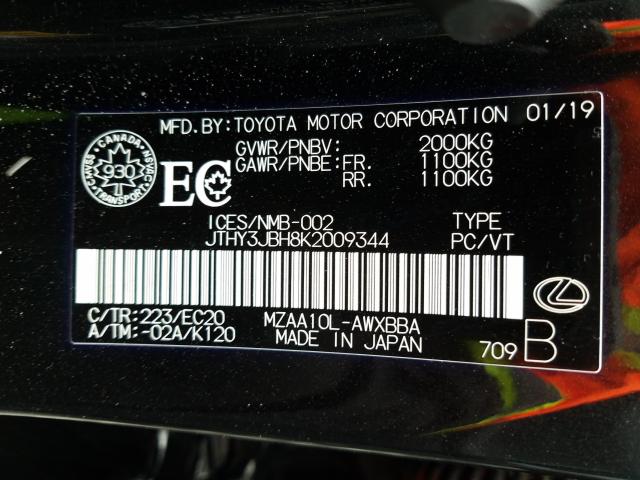 MFD.BY:TOYOTA MOTOR CORPORATION 01/19
GVWR/PNBV: 2000KG
GAWR/PNBE:FR. 1100KG
RR. 1100KG
CANADA
930
TRANSPORT
CMVSS
NSVAC
EC
ICES/NMB-002 TYPE
JTHY3JBH8K2009344 PC/VT
C/TR:223/EC20 MZAA10L-AWXBBA
A/TM:-02A/K120 MADE IN JAPAN
709 B